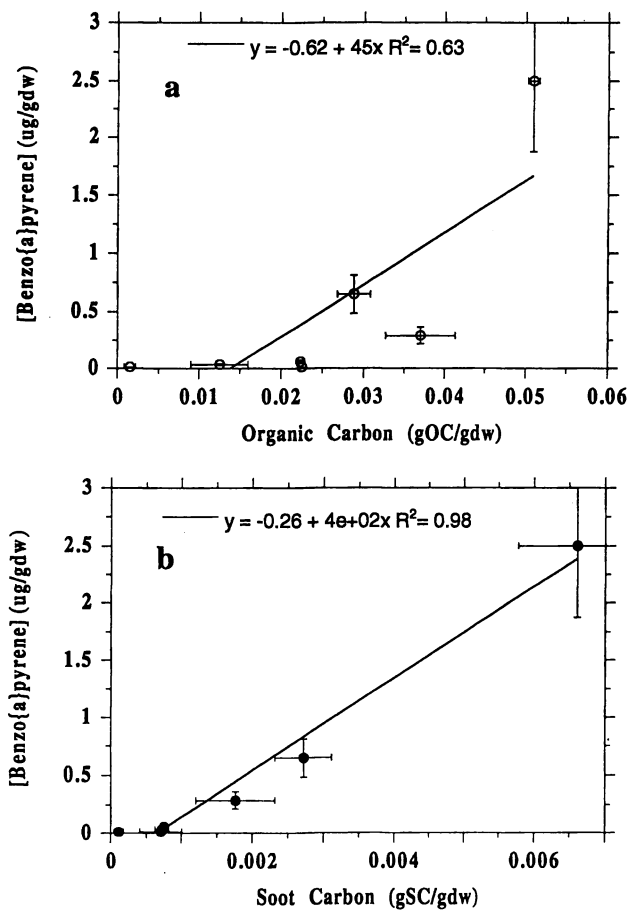 y = -0.62 + 45x R² = 0.63
a
[Benzo{a}pyrene] (ug/gdw)
3
2.5
2
1.5
1
0.5
0
0 0.01 0.02 0.03 0.04 0.05 0.06
Organic Carbon (gOC/gdw)
y = -0.26 + 4e+02x R² = 0.98
b
[Benzo{a}pyrene] (ug/gdw)
3
2.5
2
1.5
1
0.5
0
0 0.002 0.004 0.006
Soot Carbon (gSC/gdw)